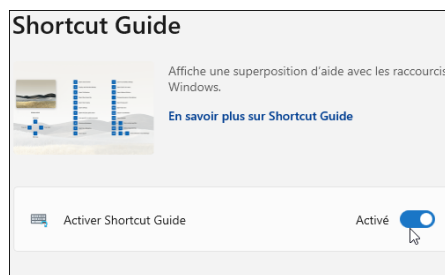 Shortcut Guide
Affiche une superposition d'aide avec les raccourcis
Windows.
En savoir plus sur Shortcut Guide
Activer Shortcut Guide
Activé